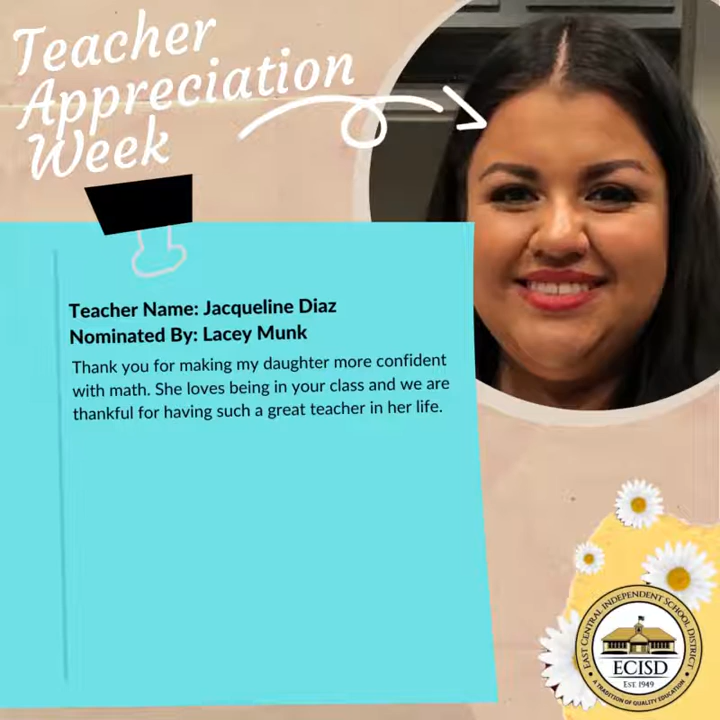 Teacher
Appreciation
Week
Teacher Name: Jacqueline Diaz
Nominated By: Lacey Munk
Thank you for making my daughter more confident
with math. She loves being in your class and we are
thankful for having such a great teacher in her life.
EAST CENTRAL INDEPENDENT SCHOOL DISTRICT
ECISD
EST. 1949
A TRADITION OF QUALITY EDUCATION